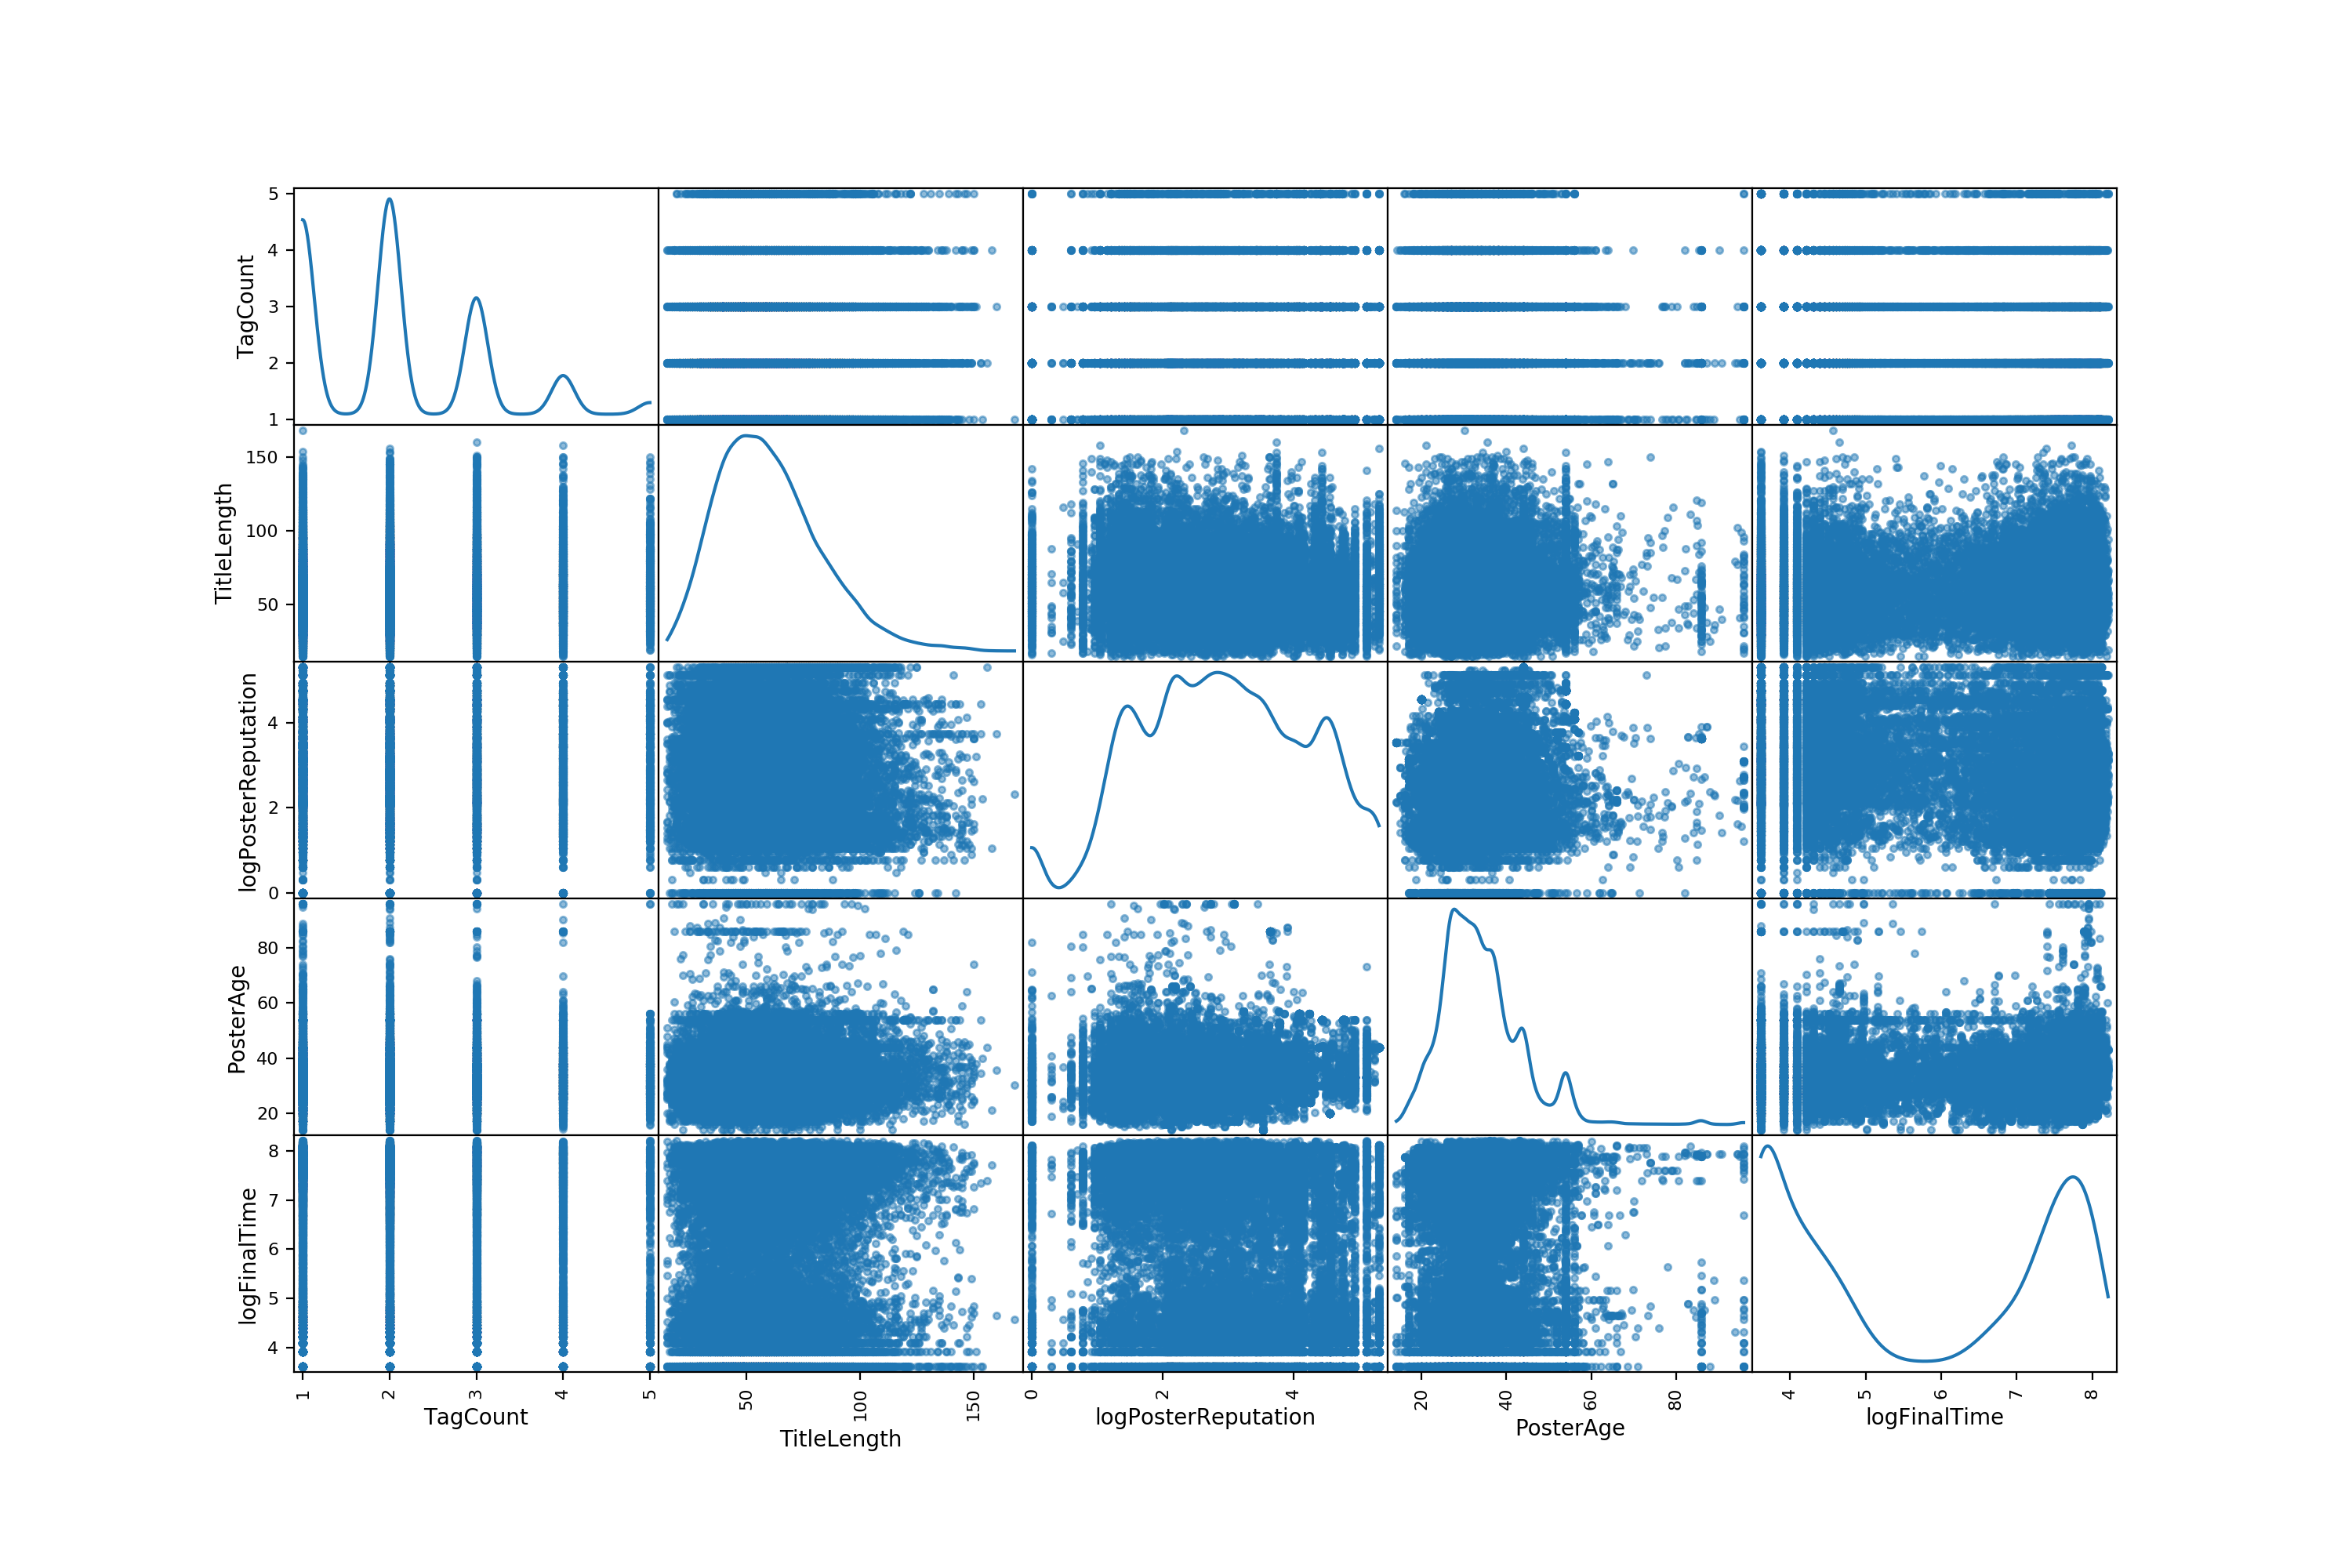 5
4
3
2
1
TagCount
150
100
50
TitleLength
4
2
0
logPosterReputation
80
60
40
20
PosterAge
8
7
6
5
4
logFinalTime
1 2 3 4 5
TagCount
50 100 150
TitleLength
0 2 4
logPosterReputation
20 40 60 80
PosterAge
4 5 6 7 8
logFinalTime